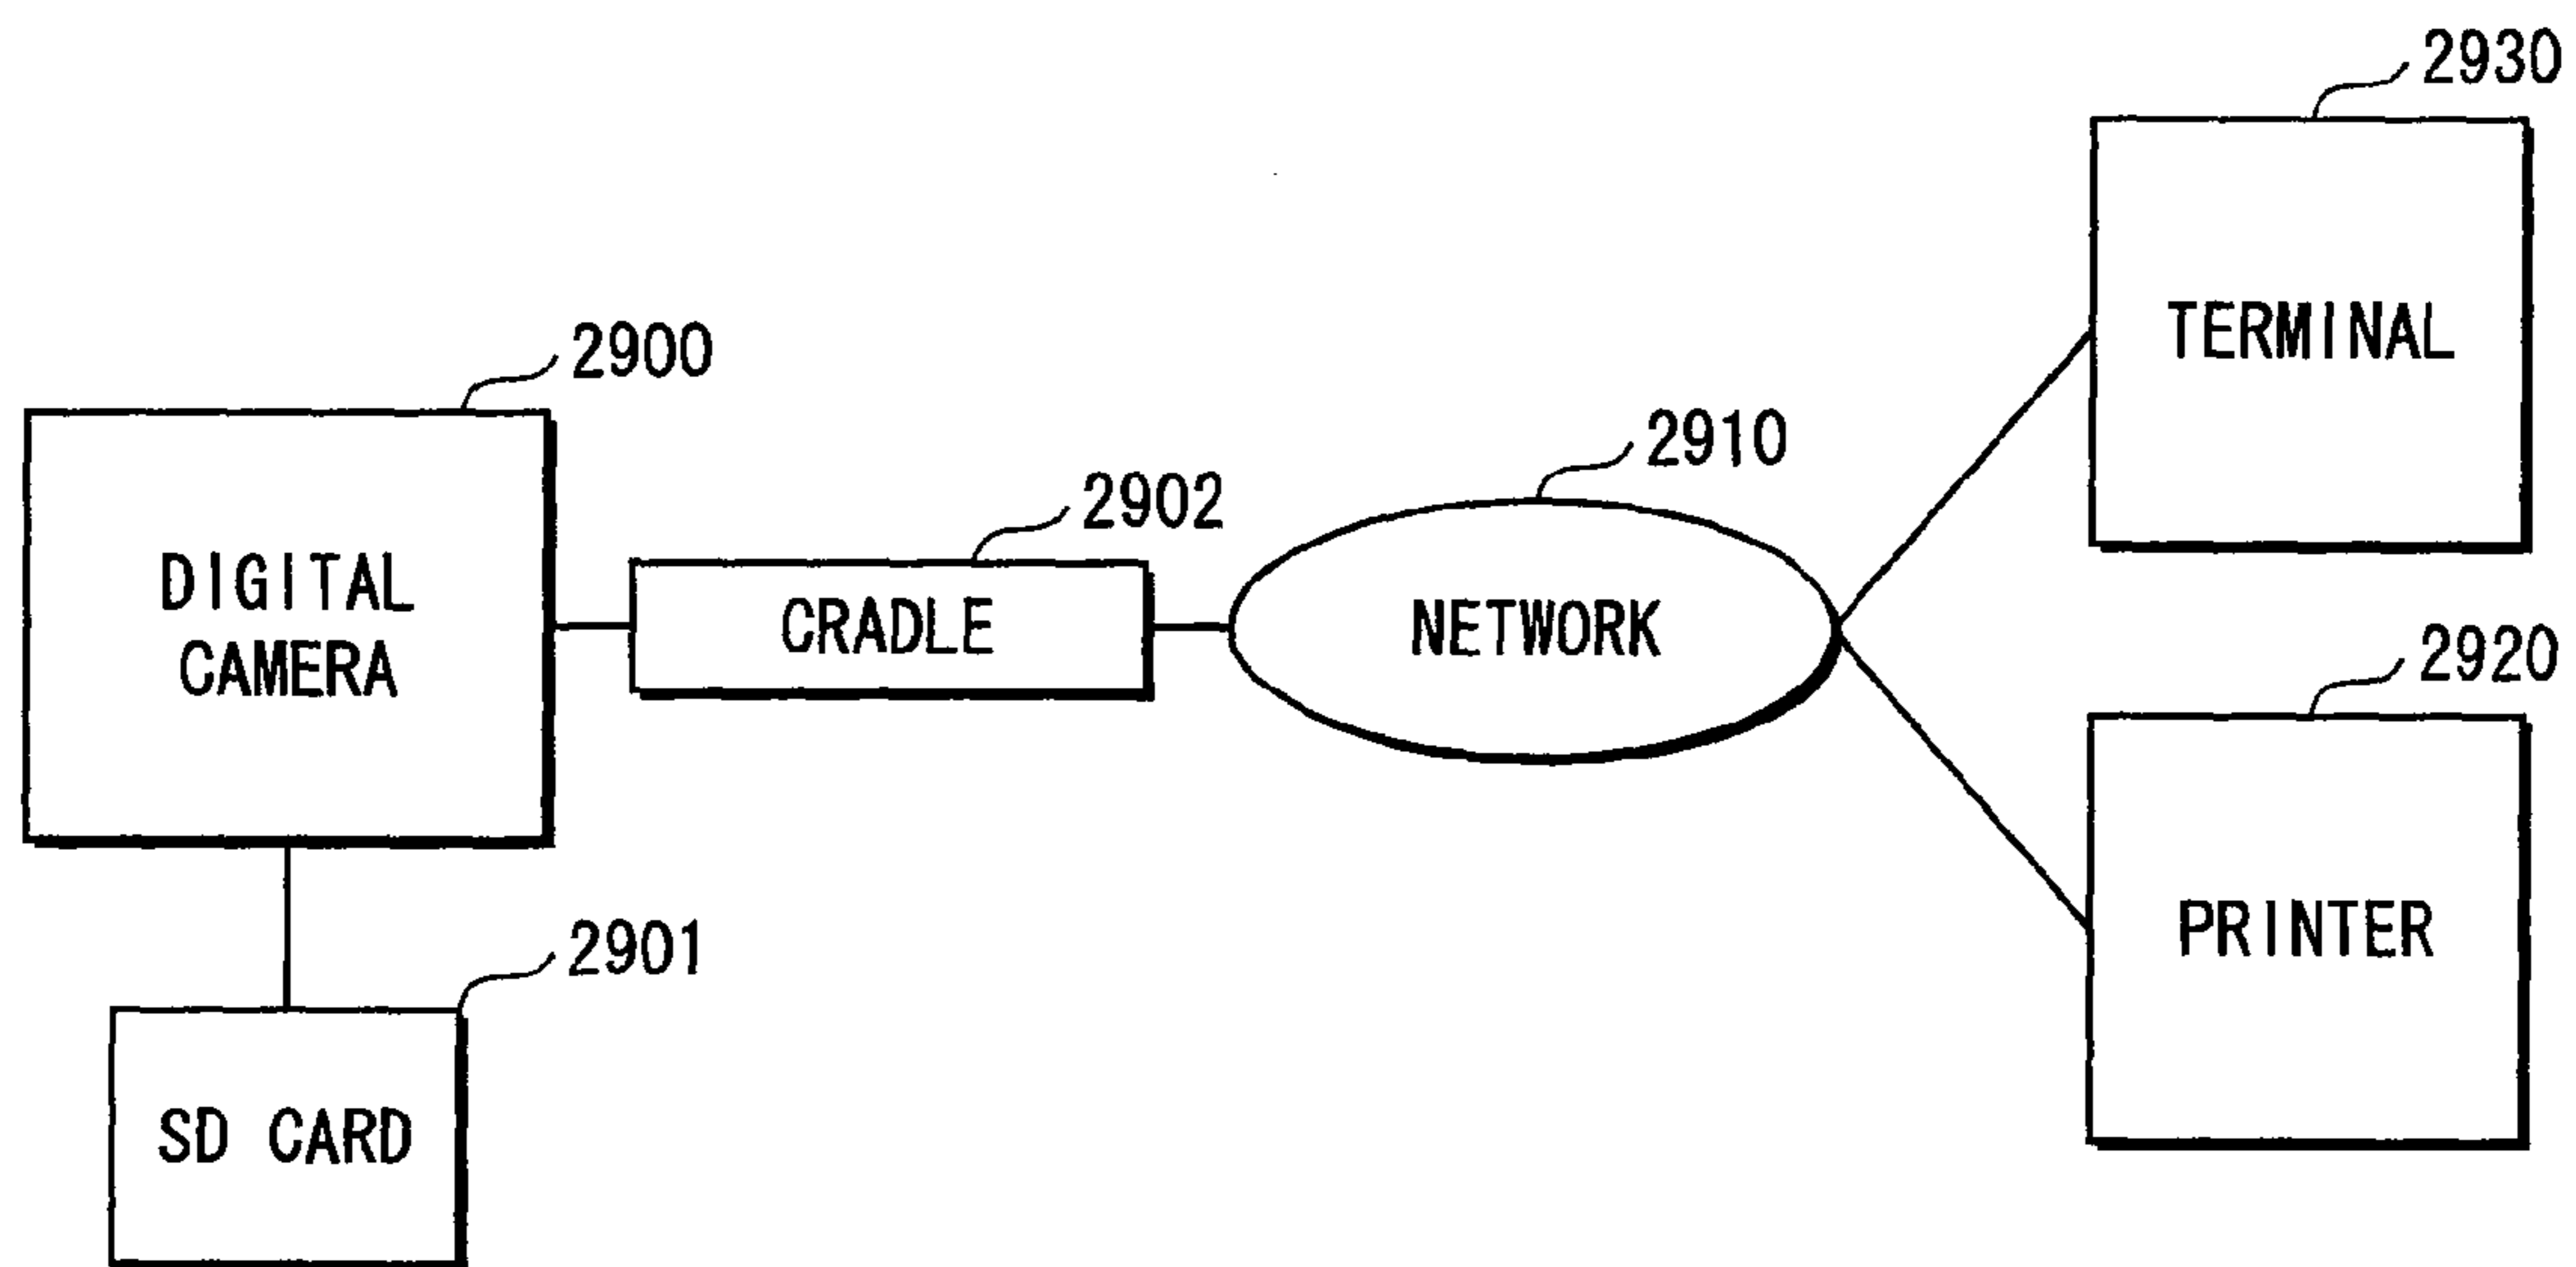 2930
TERMINAL
2900
DIGITAL
CAMERA
2902
CRADLE
2910
NETWORK
2920
PRINTER
2901
SD CARD